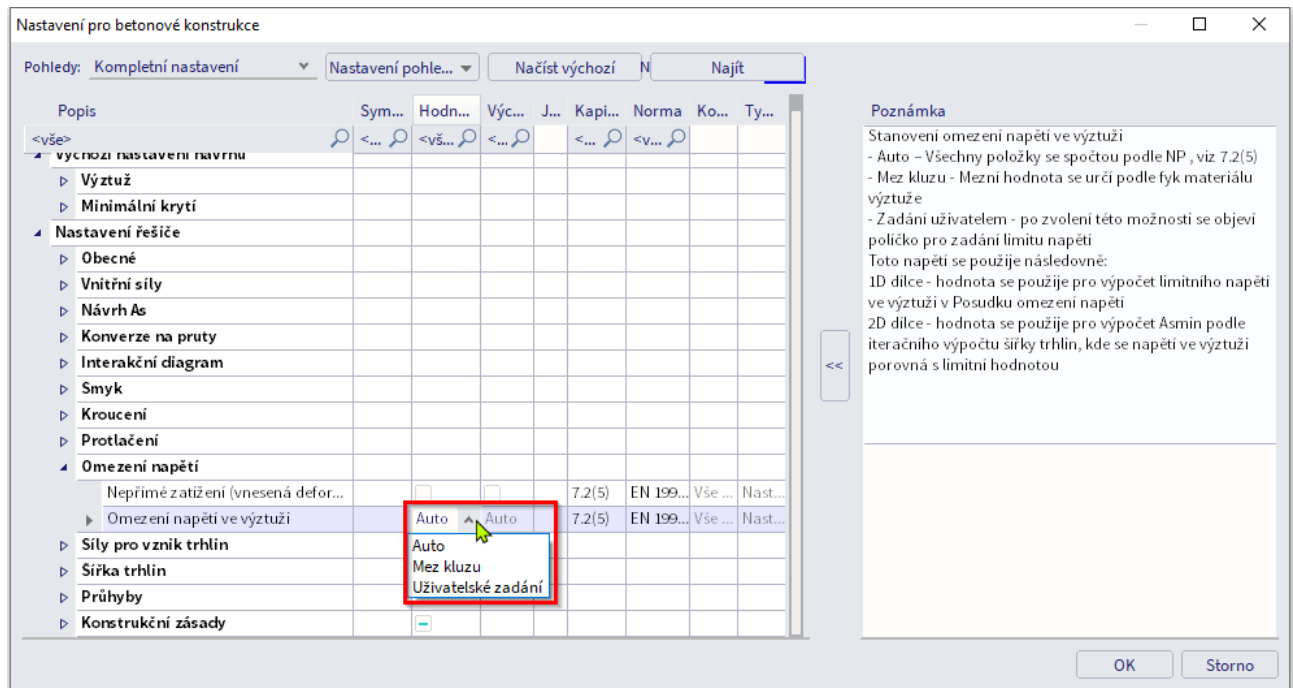 Nastavení pro betonové konstrukce
Pohledy: Kompletní nastavení Nastavení pohle... Načíst výchozí N Najít
Popis Sym... Hodn... Výc... J... Kapi... Norma Ko... Ty...
<vše> <... <vš... <... <... <v...
Výchozí nastavení návrhu
Výztuž
Minimální krytí
Nastavení řešiče
Obecné
Vnitřní síly
Návrh As
Konverze na pruty
Interakční diagram
Smyk
Kroucení
Protlačení
Omezení napětí
Nepřímé zatížení (vnesená defor... 7.2(5) EN 199... Vše ... Nast...
Omezení napětí ve výztuži Auto Auto 7.2(5) EN 199... Vše ... Nast...
Auto
Mez kluzu
Uživatelské zadání
Síly pro vznik trhlin
Šířka trhlin
Průhyby
Konstrukční zásady
<<
Poznámka
Stanovení omezení napětí ve výztuži
- Auto – Všechny položky se spočtou podle NP , viz 7.2(5)
- Mez kluzu - Mezní hodnota se určí podle fyk materiálu
výztuže
- Zadání uživatelem - po zvolení této možnosti se objeví
políčko pro zadání limitu napětí
Toto napětí se použije následovně:
1D dílce - hodnota se použije pro výpočet limitního napětí
ve výztuži v Posudku omezení napětí
2D dílce - hodnota se použije pro výpočet Asmin podle
iteračního výpočtu šířky trhlin, kde se napětí ve výztuži
porovná s limitní hodnotou
OK Storno